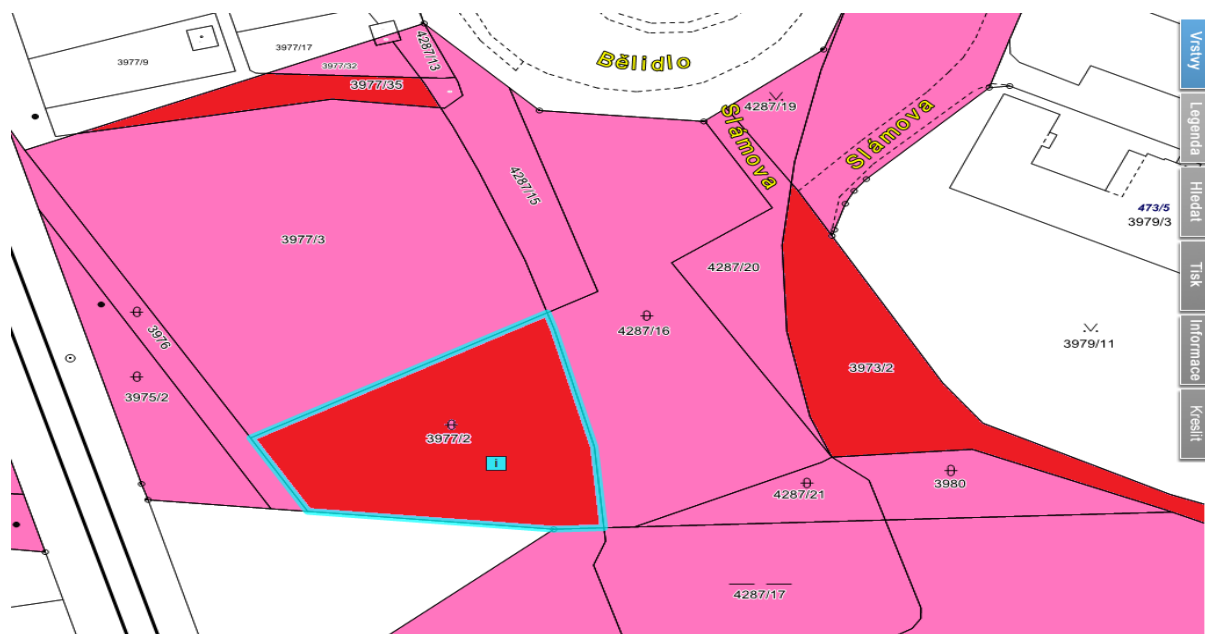 3977/9
3977/17
3977/32
3977/35
4287/13
Bělidlo
4287/19
Slámova
Slámova
473/5
3979/3
4287/15
3977/3
4287/20
4287/16
3976
3975/2
3979/11
3973/2
3977/2
i
4287/21
3980
4287/17
Vrstvy
Legenda
Hledat
Tisk
Informace
Kreslit